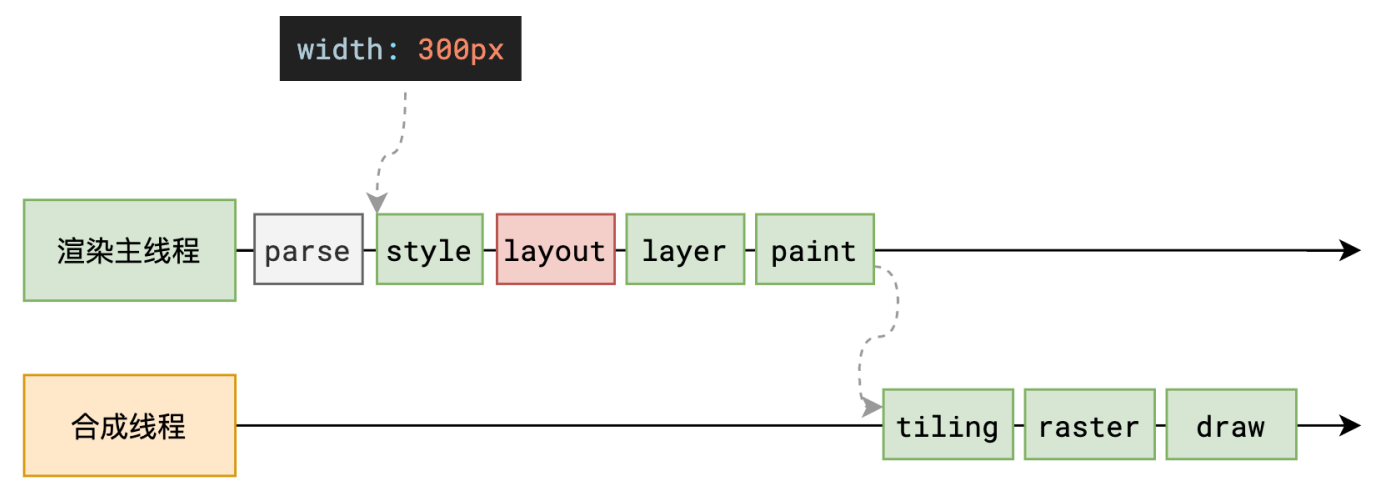 width: 300px
渲染主线程
parse
style
layout
layer
paint
合成线程
tiling
raster
draw